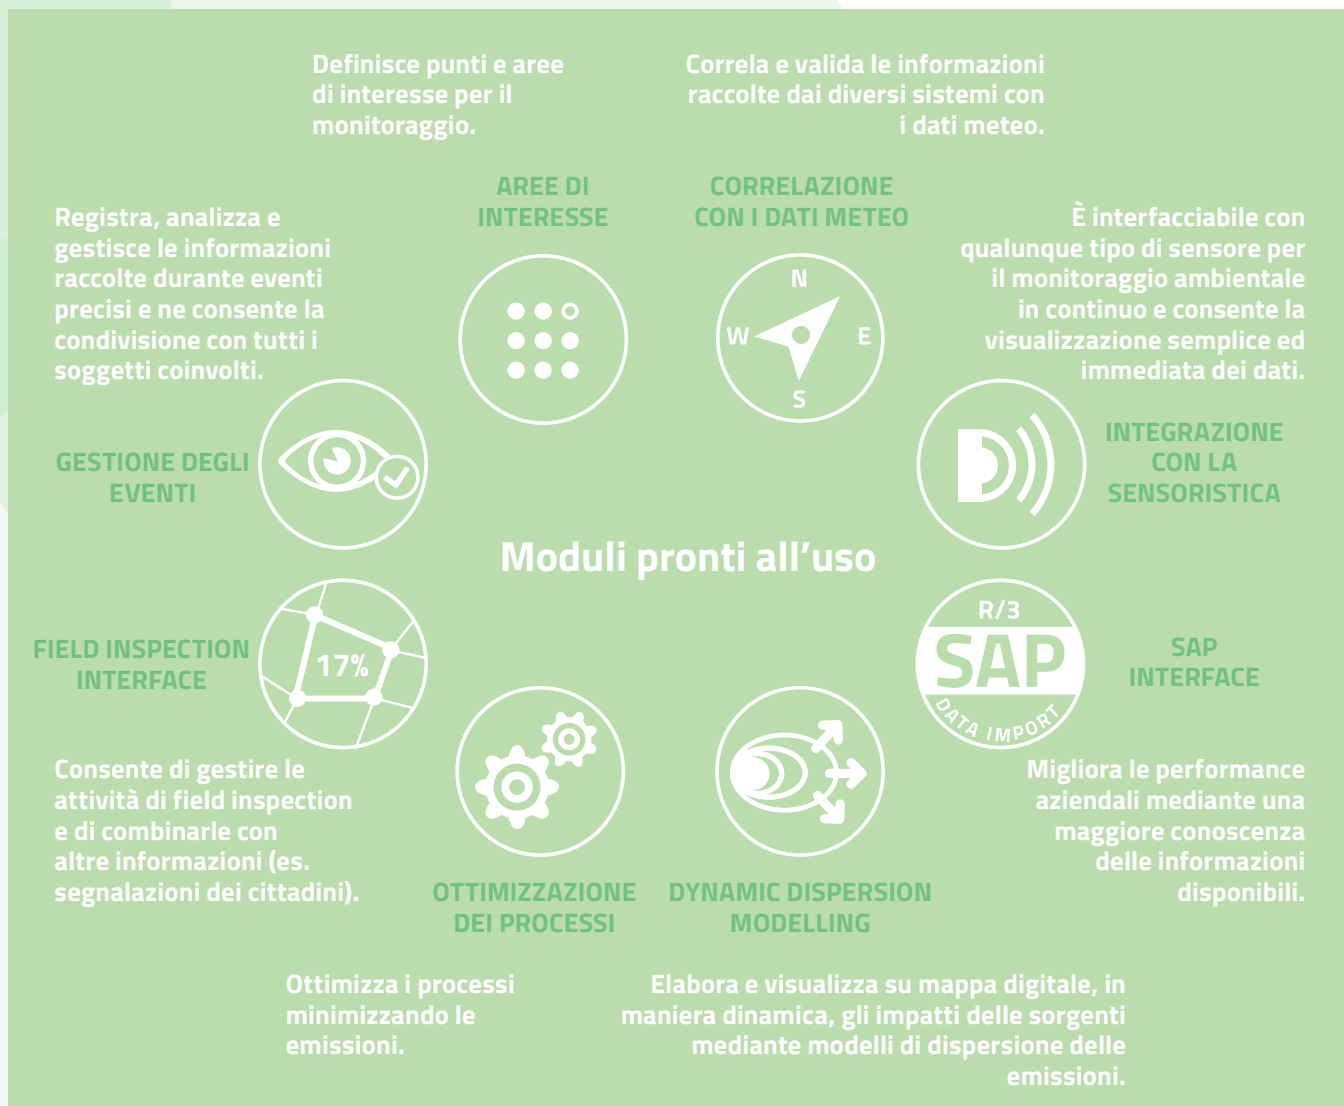 Definisce punti e aree
di interesse per il
monitoraggio.
Correla e valida le informazioni
raccolte dai diversi sistemi con
i dati meteo.
AREE DI
INTERESSE
CORRELAZIONE
CON I DATI METEO
Registra, analizza e
gestisce le informazioni
raccolte durante eventi
precisi e ne consente la
condivisione con tutti i
soggetti coinvolti.
È interfacciabile con
qualunque tipo di sensore per
il monitoraggio ambientale
in continuo e consente la
visualizzazione semplice ed
immediata dei dati.
N
W
E
S
GESTIONE DEGLI
EVENTI
INTEGRAZIONE
CON LA
SENSORISTICA
Moduli pronti all’uso
FIELD INSPECTION
INTERFACE
17%
R/3
SAP
DATA IMPORT
SAP
INTERFACE
Consente di gestire le
attività di field inspection
e di combinarle con
altre informazioni (es.
segnalazioni dei cittadini).
Migliora le performance
aziendali mediante una
maggiore conoscenza
delle informazioni
disponibili.
OTTIMIZZAZIONE
DEI PROCESSI
DYNAMIC DISPERSION
MODELLING
Ottimizza i processi
minimizzando le
emissioni.
Elabora e visualizza su mappa digitale, in
maniera dinamica, gli impatti delle sorgenti
mediante modelli di dispersione delle
emissioni.